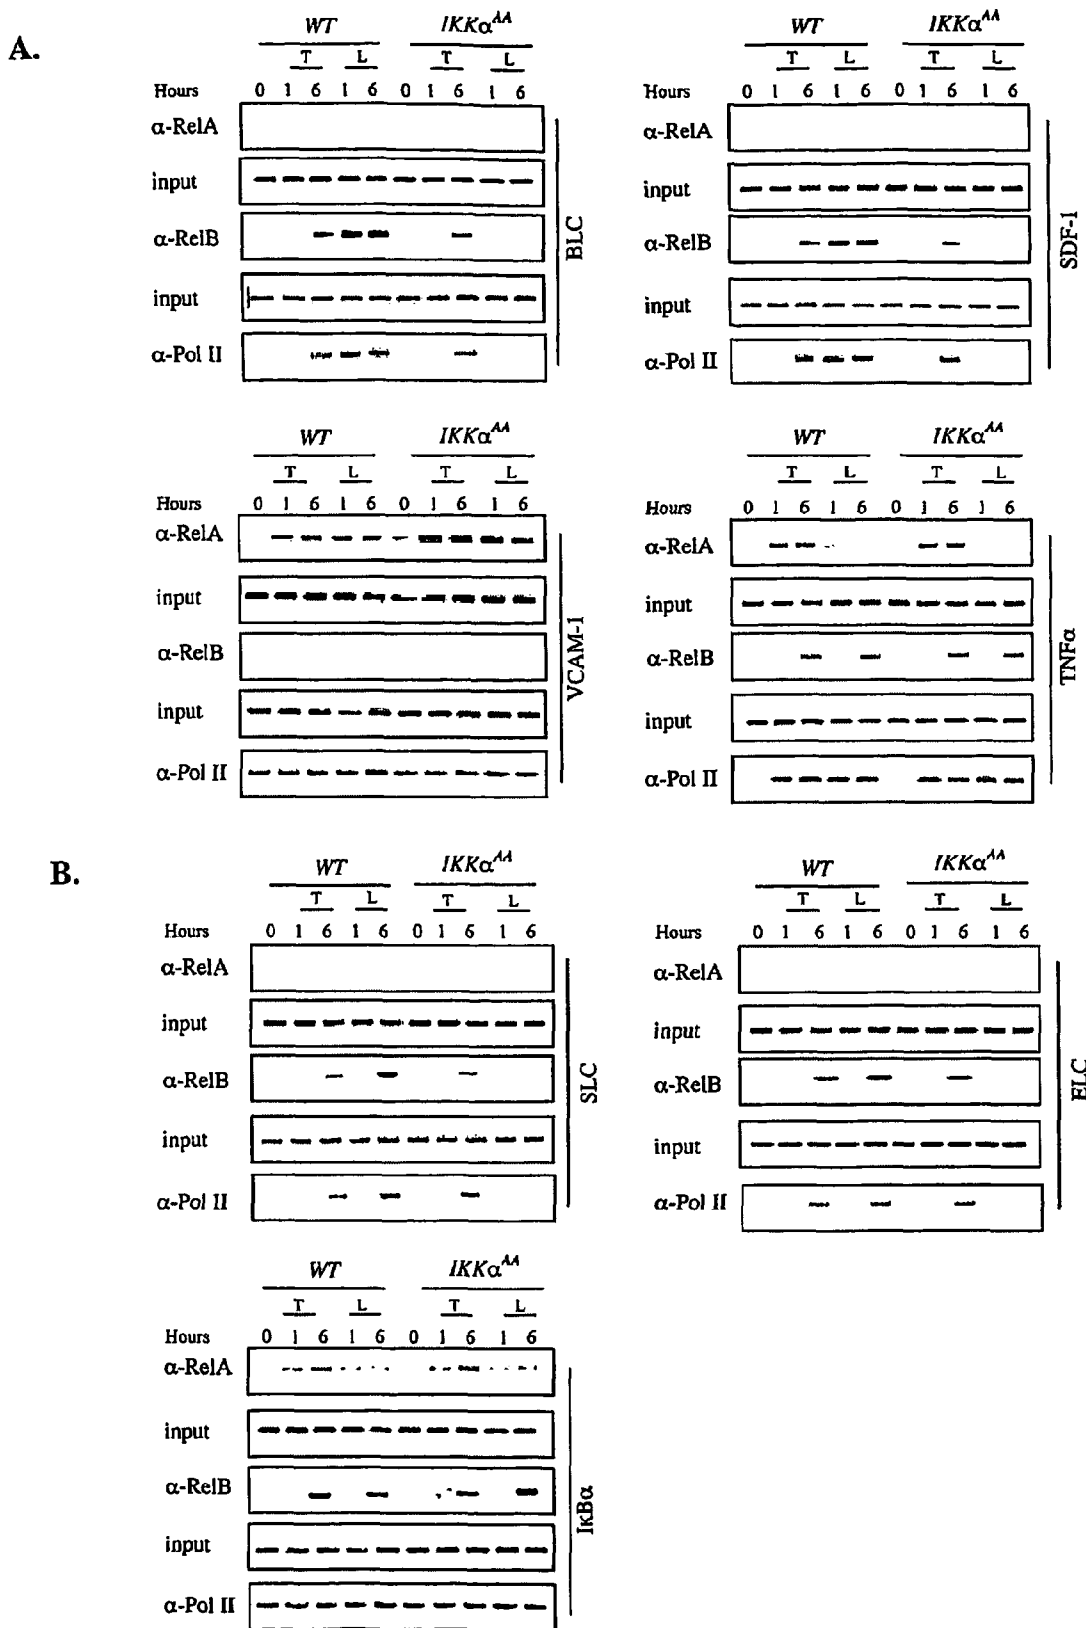 A.
WT IKKα^AA
T L T L
Hours 0 1 6 1 6 0 1 6 1 6
α-RelA
input
α-RelB
input
α-Pol II
BLC
WT IKKα^AA
T L T L
Hours 0 1 6 1 6 0 1 6 1 6
α-RelA
input
α-RelB
input
α-Pol II
SDF-1
WT IKKα^AA
T L T L
Hours 0 1 6 1 6 0 1 6 1 6
α-RelA
input
α-RelB
input
α-Pol II
VCAM-1
WT IKKα^AA
T L T L
Hours 0 1 6 1 6 0 1 6 1 6
α-RelA
input
α-RelB
input
α-Pol II
TNFα
B.
WT IKKα^AA
T L T L
Hours 0 1 6 1 6 0 1 6 1 6
α-RelA
input
α-RelB
input
α-Pol II
SLC
WT IKKα^AA
T L T L
Hours 0 1 6 1 6 0 1 6 1 6
α-RelA
input
α-RelB
input
α-Pol II
ELC
WT IKKα^AA
T L T L
Hours 0 1 6 1 6 0 1 6 1 6
α-RelA
input
α-RelB
input
α-Pol II
IκBα